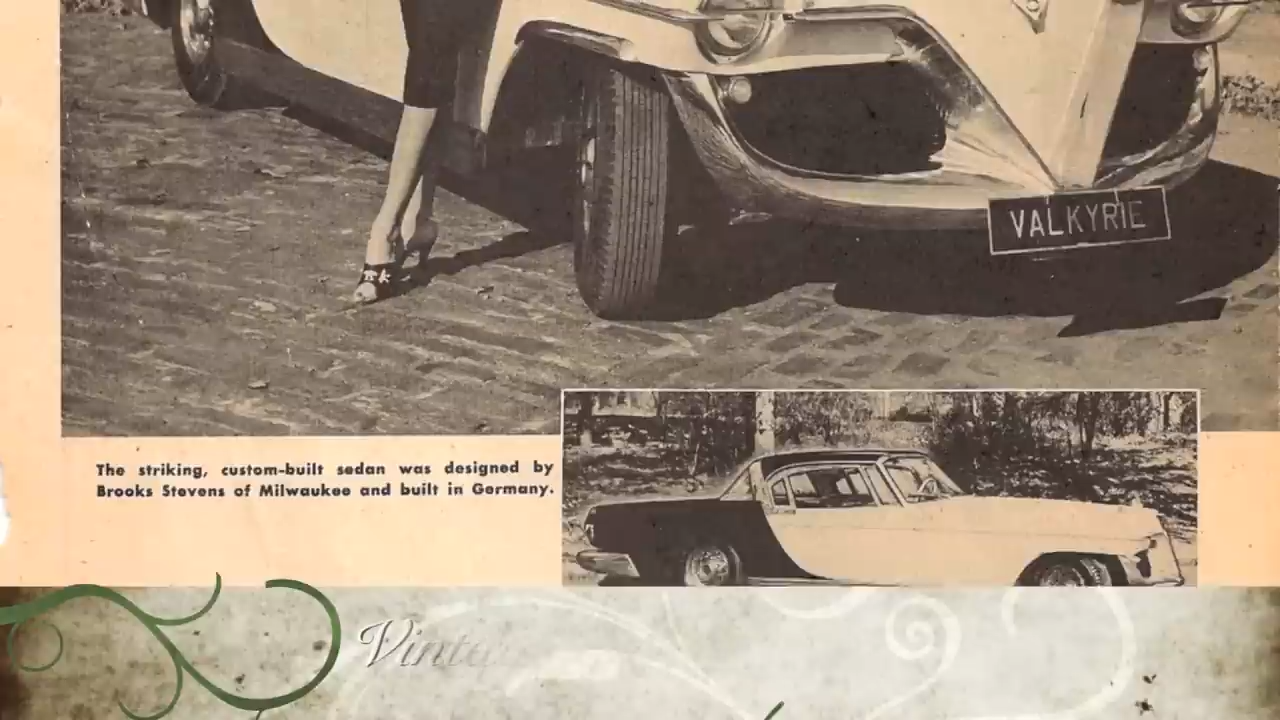 VALKYRIE
The striking, custom-built sedan was designed by
Brooks Stevens of Milwaukee and built in Germany.
Vinta